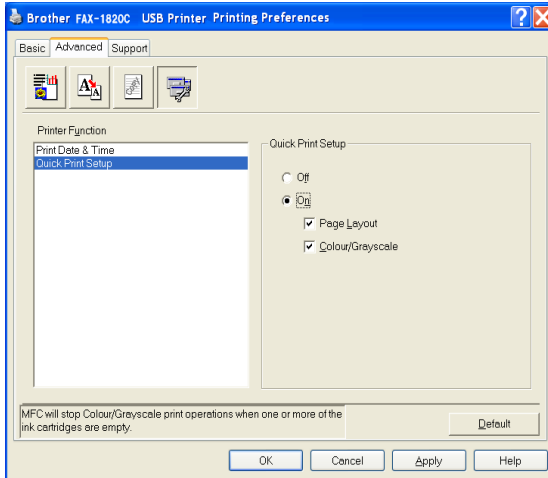 Brother FAX-1820C USB Printer Printing Preferences
Basic Advanced Support
Printer Function
Print Date & Time
Quick Print Setup
Quick Print Setup
Off
On
Page Layout
Colour/Grayscale
MFC will stop Colour/Grayscale print operations when one or more of the
ink cartridges are empty.
Default
OK Cancel Apply Help